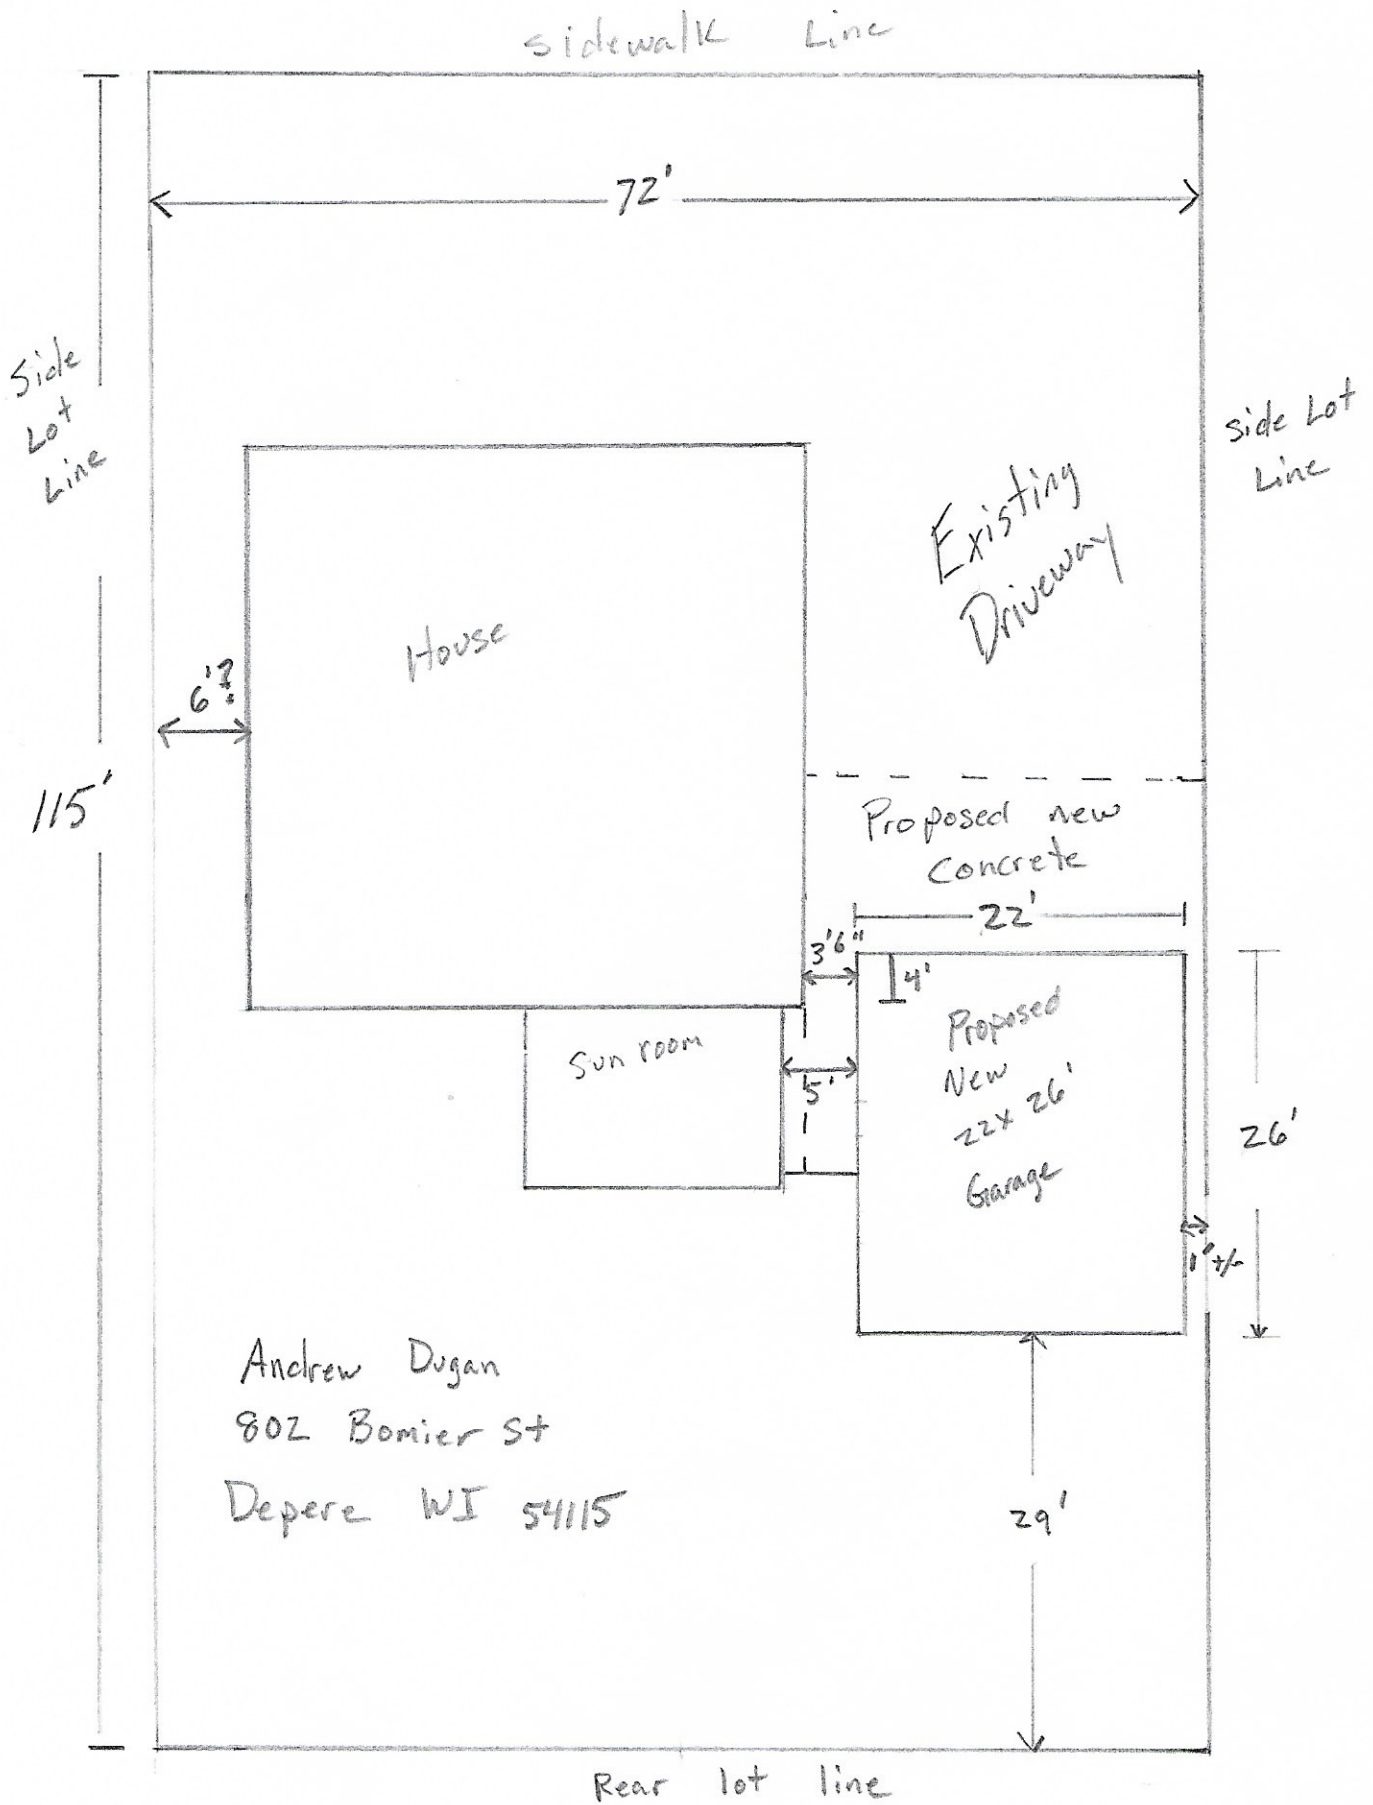 Sidewalk Line
72'
Side
Lot
Line
side Lot
Line
Existing
Driveway
House
6'?
115'
Proposed new
Concrete
22'
3'6"
4'
Sun room
5'
Proposed
New
22x 26'
Garage
26'
1" +/-
Andrew Dugan
802 Bomier St
Depere WI 54115
29'
Rear lot line